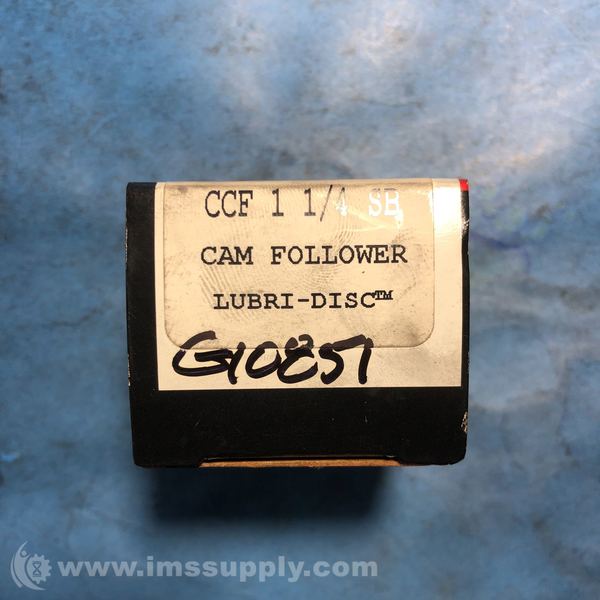 CCF 1 1/4 SB
CAM FOLLOWER
LUBRI-DISC™
G10851
www.imssupply.com